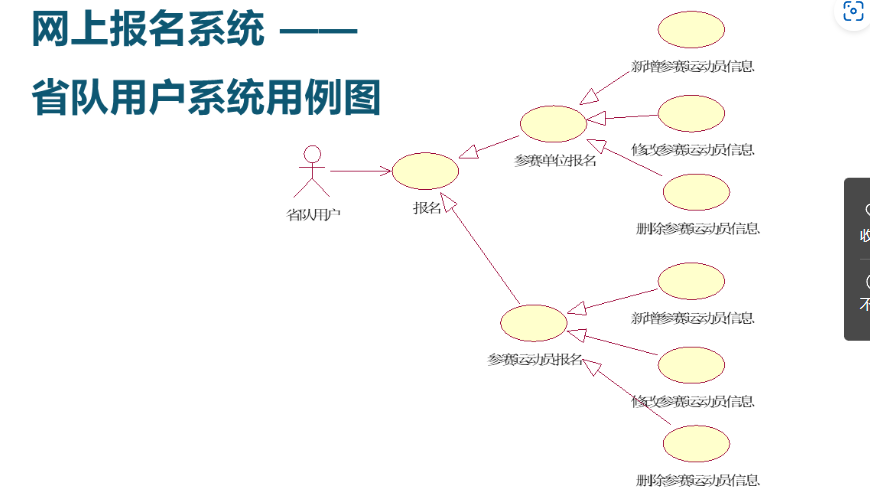 网上报名系统 ——
省队用户系统用例图
新增参赛运动员信息
修改参赛运动员信息
参赛单位报名
删除参赛运动员信息
省队用户
报名
新增参赛运动员信息
参赛运动员报名
修改参赛运动员信息
删除参赛运动员信息